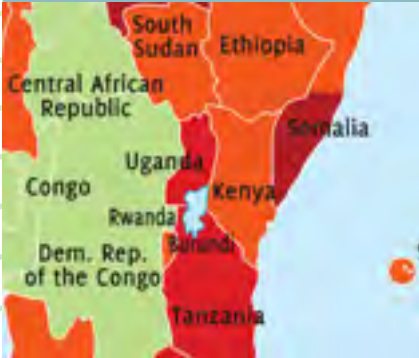 South
Sudan
Ethiopia
Central African
Republic
Somalia
Uganda
Congo
Kenya
Rwanda
Burundi
Dem. Rep.
of the Congo
Tanzania